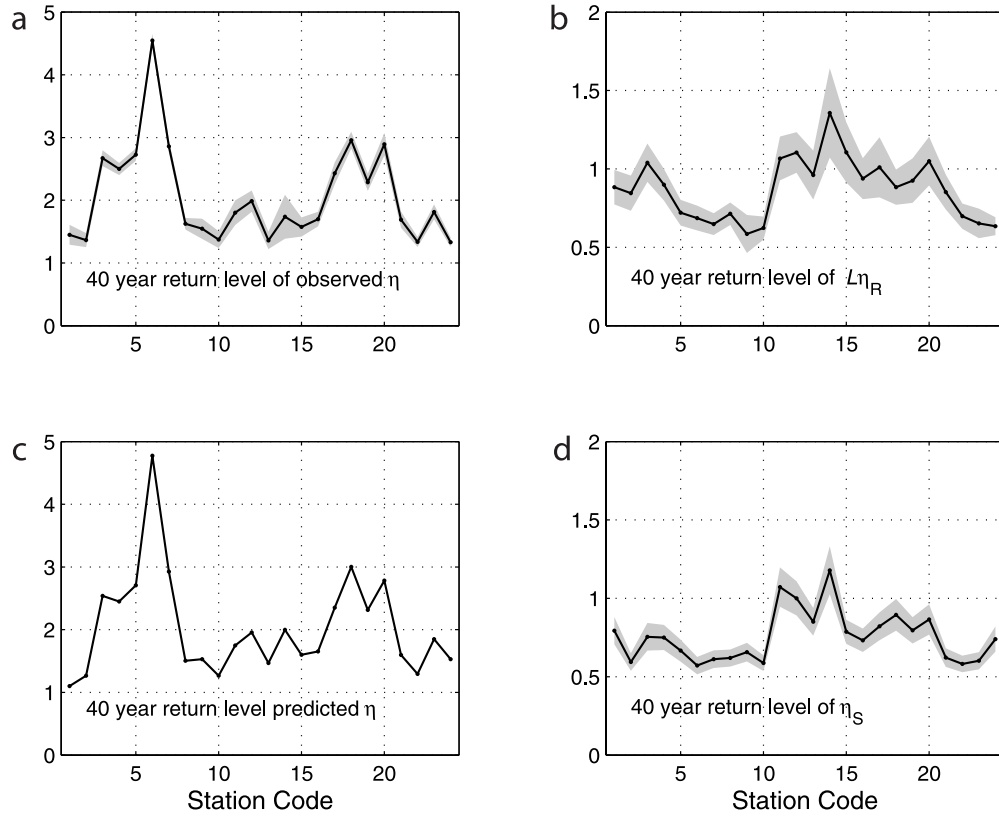 a
5
4
3
2
1
0
5 10 15 20
40 year return level of observed η
b
2
1.5
1
0.5
0
5 10 15 20
40 year return level of Lη_R
c
5
4
3
2
1
0
5 10 15 20
40 year return level predicted η
Station Code
d
2
1.5
1
0.5
0
5 10 15 20
40 year return level of η_S
Station Code